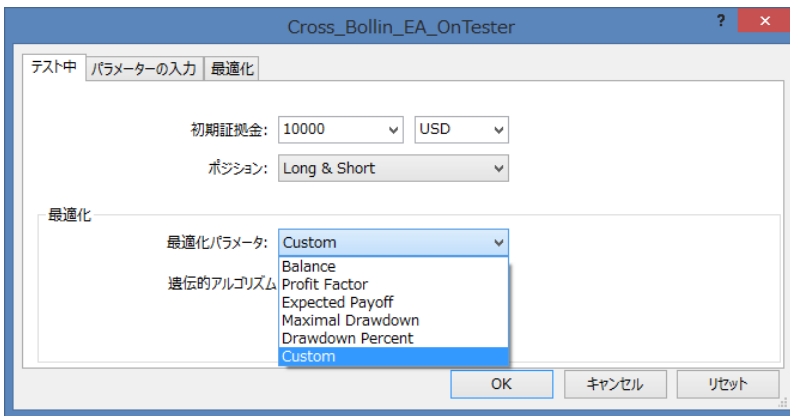 Cross_Bollin_EA_OnTester
? ×
テスト中 パラメーターの入力 最適化
初期証拠金: 10000 USD
ポジション: Long & Short
最適化
最適化パラメータ: Custom
Balance
遺伝的アルゴリズム Profit Factor
Expected Payoff
Maximal Drawdown
Drawdown Percent
Custom
OK キャンセル リセット